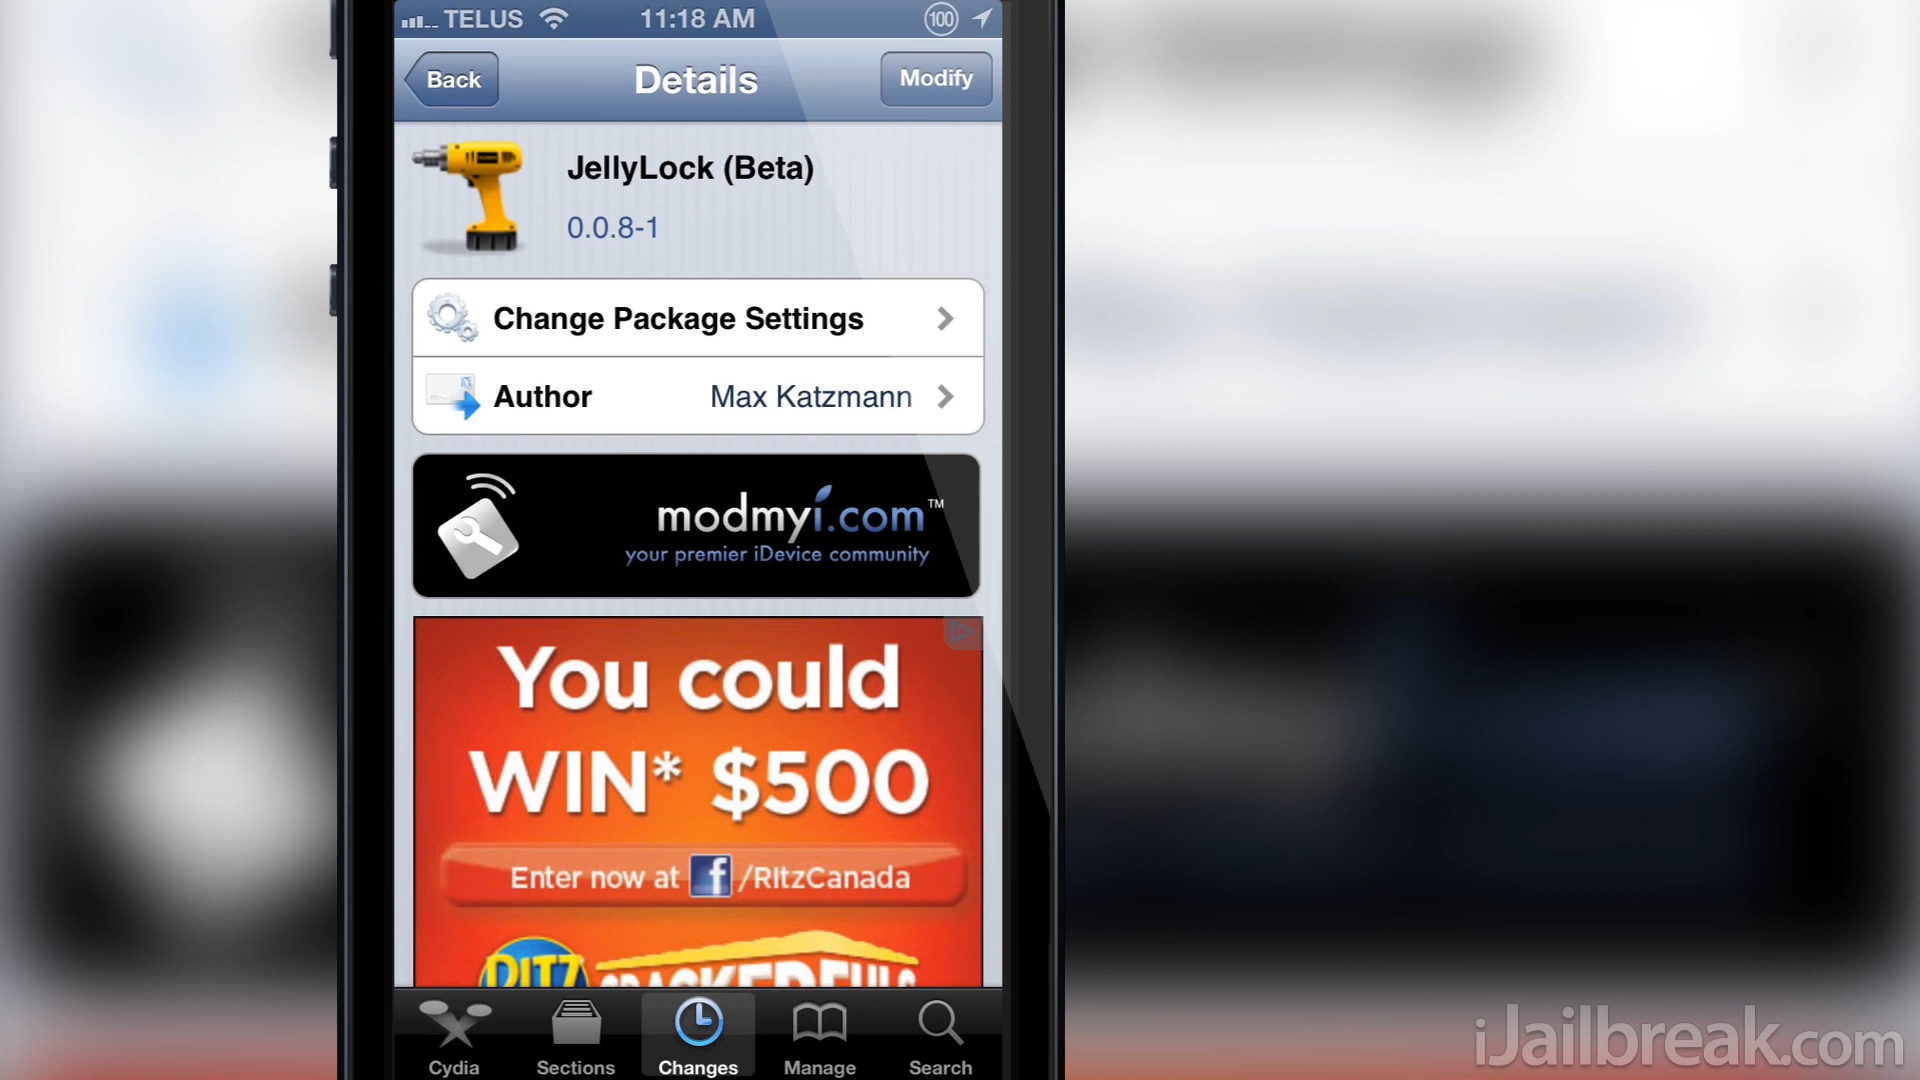 TELUS 11:18 AM 100
Back Details Modify
JellyLock (Beta)
0.0.8-1
Change Package Settings
Author Max Katzmann
modmyi.com™
your premier iDevice community
You could
WIN* $500
Enter now at f /RItzCanada
RITZ CRACKERFULS
Cydia Sections Changes Manage Search
iJailbreak.com